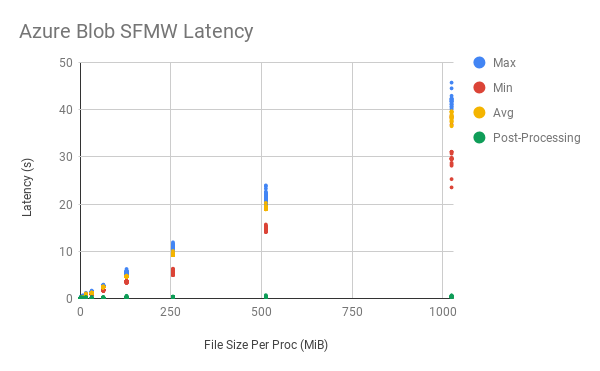 Azure Blob SFMW Latency
50
40
30
20
10
0
0
250
500
750
1000
Latency (s)
File Size Per Proc (MiB)
Max
Min
Avg
Post-Processing